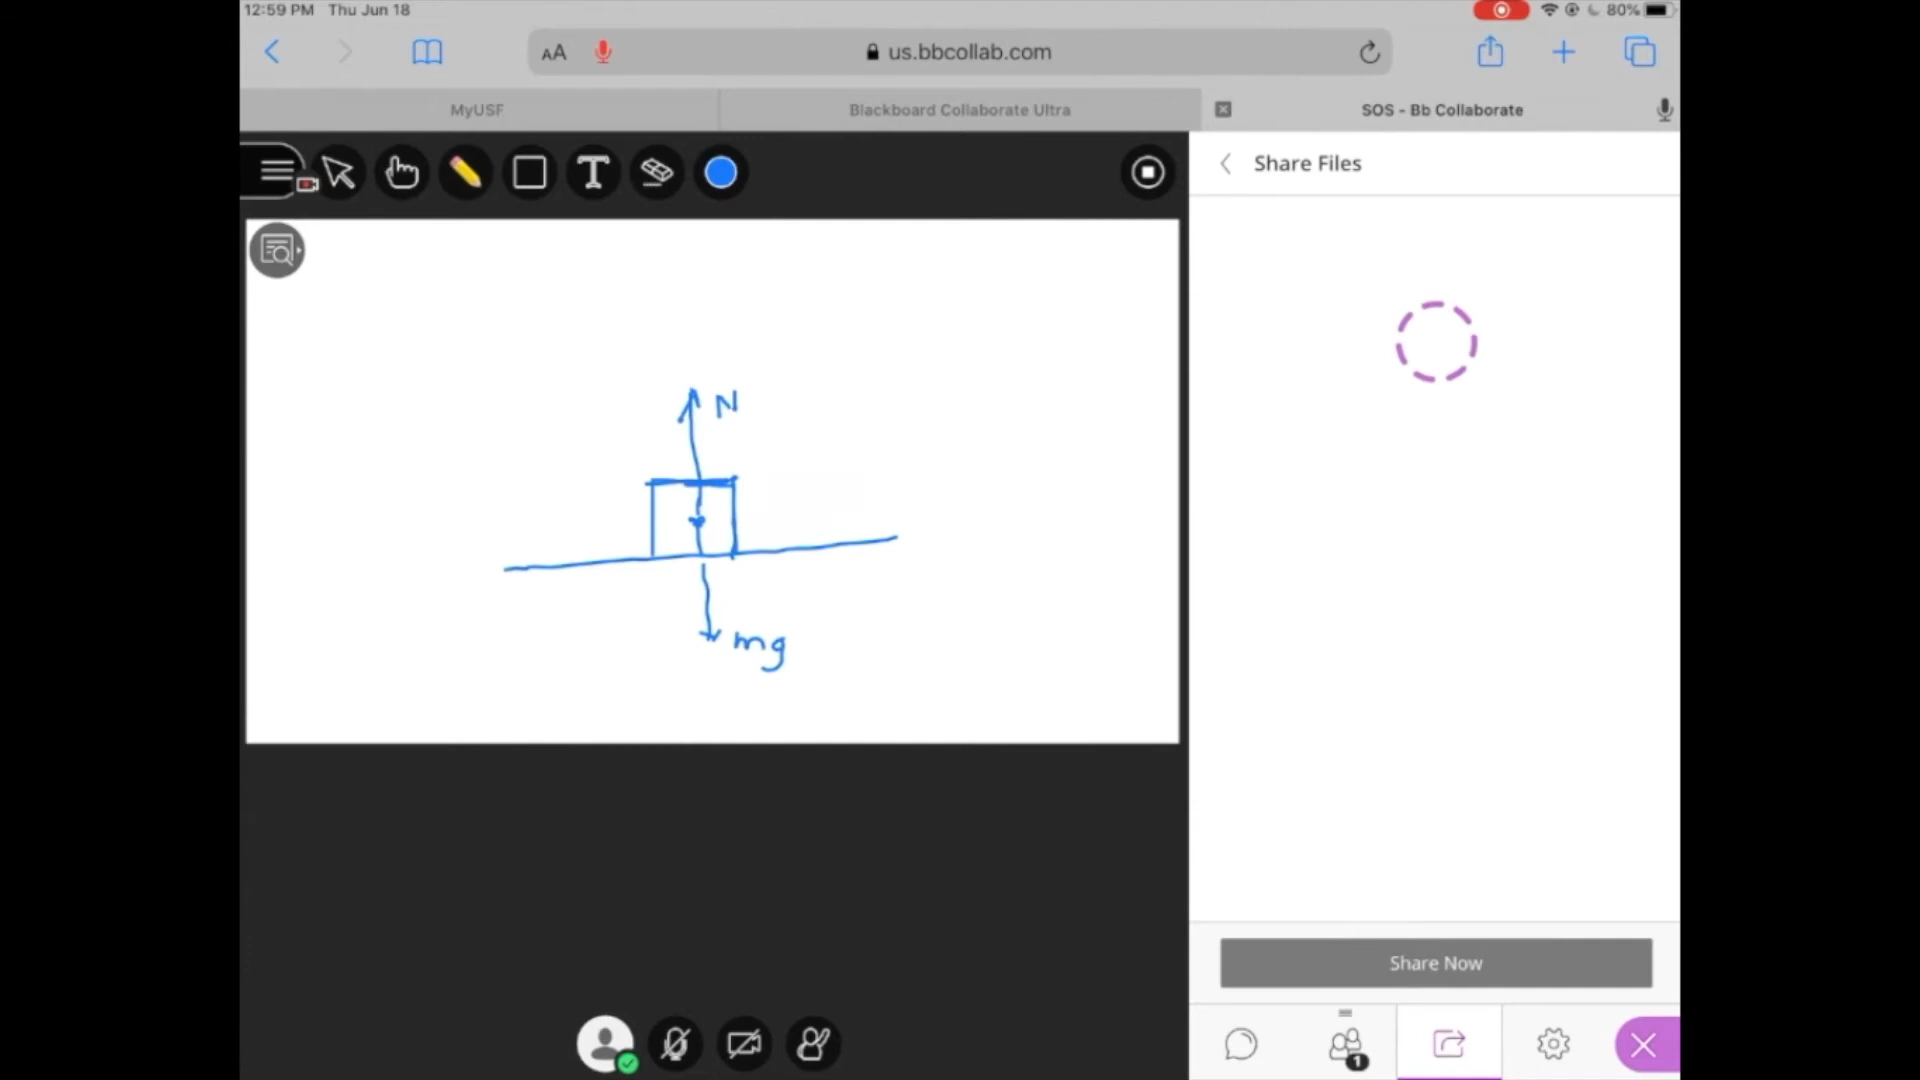 12:59 PM Thu Jun 18
80%
AA
us.bbcollab.com
MyUSF
Blackboard Collaborate Ultra
SOS - Bb Collaborate
T
Share Files
N
mg
Share Now
1